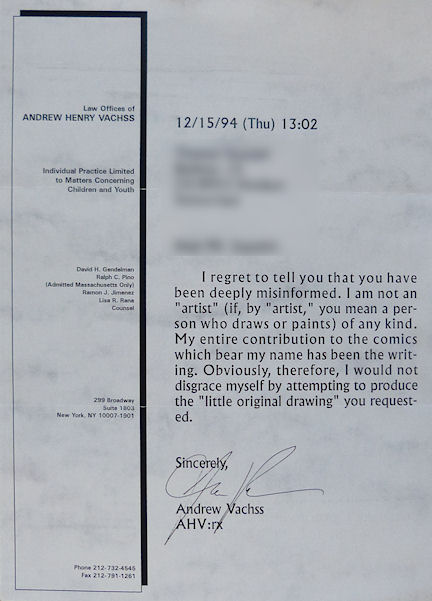 Law Offices of
ANDREW HENRY VACHSS
Individual Practice Limited
to Matters Concerning
Children and Youth
David H. Gendelman
Ralph C. Pino
(Admitted Massachusetts Only)
Ramon J. Jimenez
Lisa R. Rana
Counsel
299 Broadway
Suite 1803
New York, NY 10007-1901
Phone 212-732-4545
Fax 212-791-1261
12/15/94 (Thu) 13:02
I regret to tell you that you have
been deeply misinformed. I am not an
"artist" (if, by "artist," you mean a per-
son who draws or paints) of any kind.
My entire contribution to the comics
which bear my name has been the writ-
ing. Obviously, therefore, I would not
disgrace myself by attempting to produce
the "little original drawing" you request-
ed.
Sincerely,
Andrew Vachss
AHV:rx